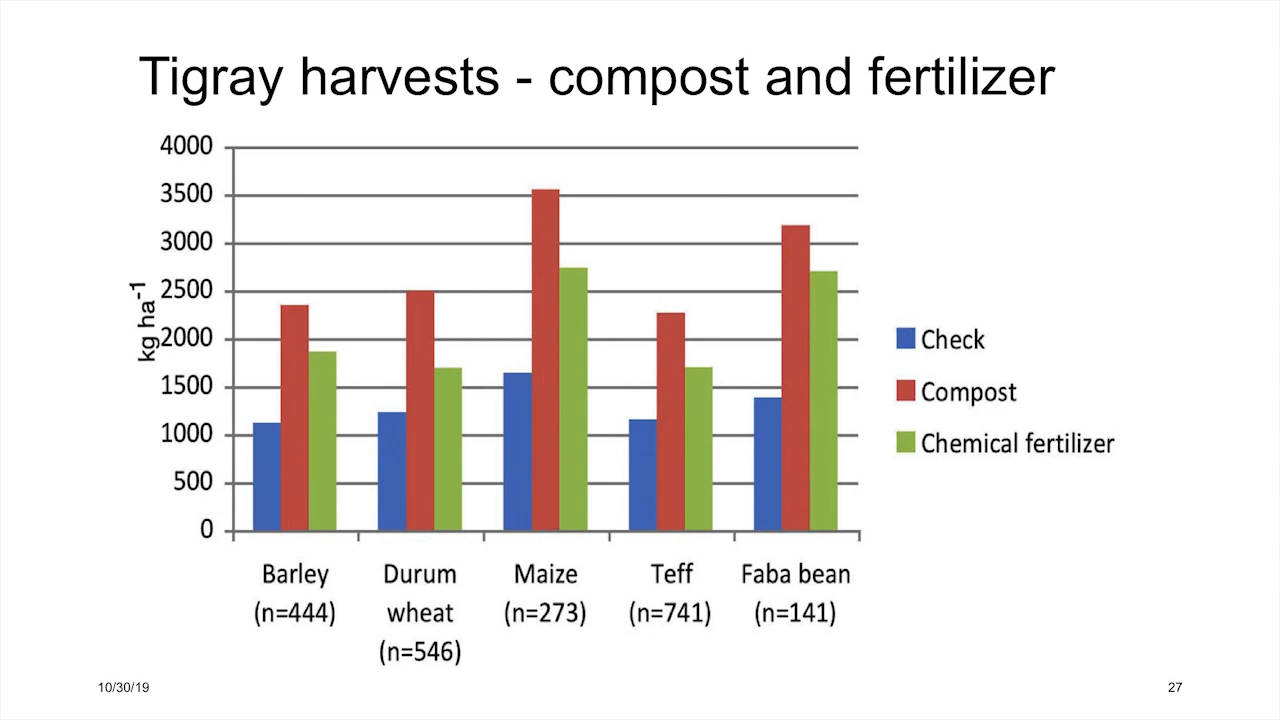 Tigray harvests - compost and fertilizer
4000
3500
3000
2500
2000
1500
1000
500
0
kg ha-1
Check
Compost
Chemical fertilizer
Barley
(n=444)
Durum
wheat
(n=546)
Maize
(n=273)
Teff
(n=741)
Faba bean
(n=141)
10/30/19
27